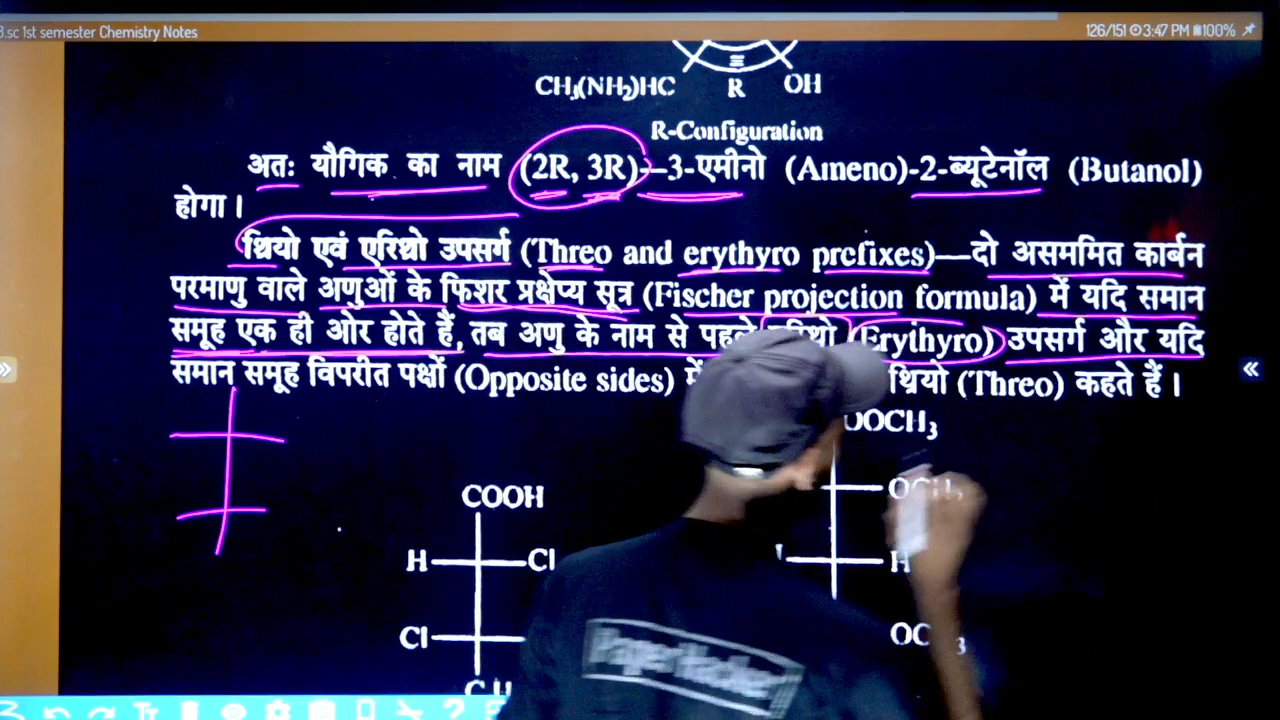 B.sc 1st semester Chemistry Notes
126/151 3:47 PM 100%
CH₃(NH₂)HC R OH
R-Configuration
अतः यौगिक का नाम (2R, 3R)–3-एमीनो (Ameno)-2-ब्यूटेनॉल (Butanol)
होगा।
थ्रियो एवं एरिथ्रो उपसर्ग (Threo and erythyro prefixes)—दो असममित कार्बन
परमाणु वाले अणुओं के फिशर प्रक्षेप्य सूत्र (Fischer projection formula) में यदि समान
समूह एक ही ओर होते हैं, तब अणु के नाम से पहले (Erythyro) उपसर्ग और यदि
समान समूह विपरीत पक्षों (Opposite sides) में थ्रियो (Threo) कहते हैं।
OOCH₃
COOH
OCH₃
H Cl
H
Cl
PaperHacker